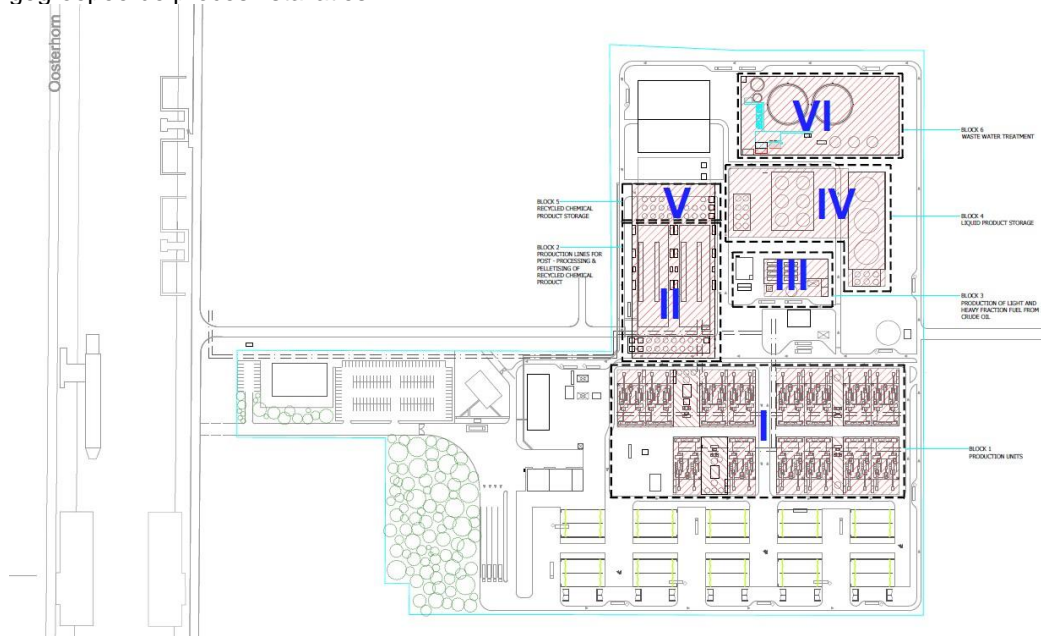 Oosterhorn
VI
BLOCK 6
WASTE WATER TREATMENT
BLOCK 5
RECYCLED CHEMICAL
PRODUCT STORAGE
V
IV
BLOCK 4
LIQUID PRODUCT STORAGE
BLOCK 2
PRODUCTION LINES FOR
POST - PROCESSING &
PELLETISING OF
RECYCLED CHEMICAL
PRODUCT
II
III
BLOCK 3
PRODUCTION OF LIGHT AND
HEAVY FRACTION FUEL FROM
CRUDE OIL
I
BLOCK 1
PRODUCTION UNITS